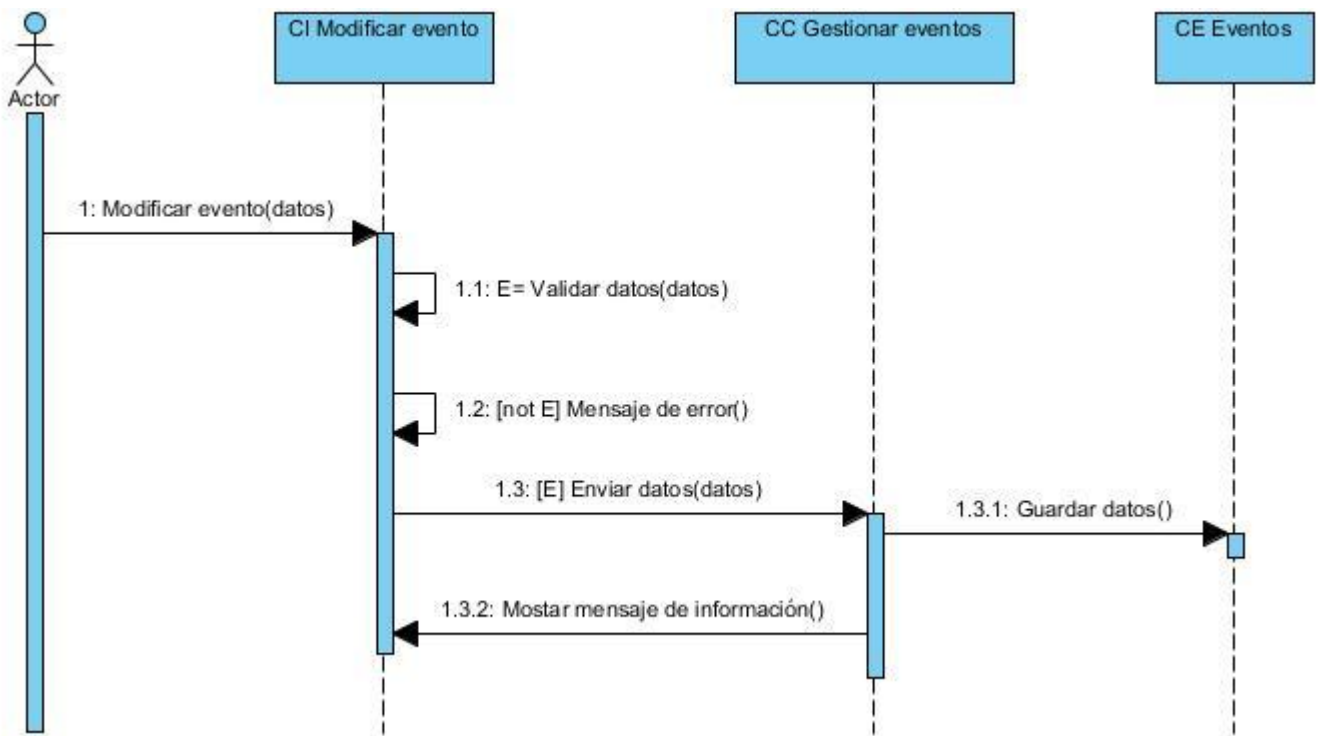 CI Modificar evento
CC Gestionar eventos
CE Eventos
Actor
1: Modificar evento(datos)
1.1: E= Validar datos(datos)
1.2: [not E] Mensaje de error()
1.3: [E] Enviar datos(datos)
1.3.1: Guardar datos()
1.3.2: Mostar mensaje de información()